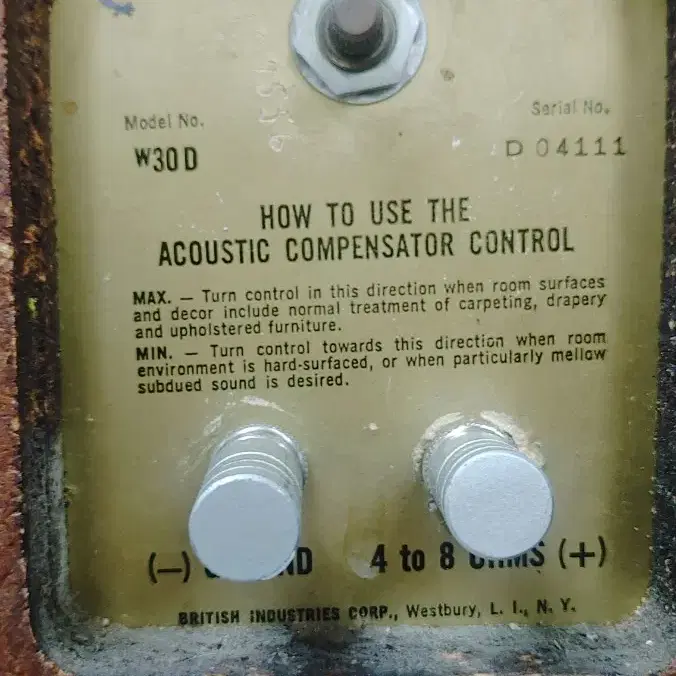 Model No.
Serial No.
W30D
D 04111
HOW TO USE THE
ACOUSTIC COMPENSATOR CONTROL
MAX. — Turn control in this direction when room surfaces
and decor include normal treatment of carpeting, drapery
and upholstered furniture.
MIN. — Turn control towards this direction when room
environment is hard-surfaced, or when particularly mellow
subdued sound is desired.
(—) 4 to 8 OHMS (+)
BRITISH INDUSTRIES CORP., Westbury, L. I., N. Y.